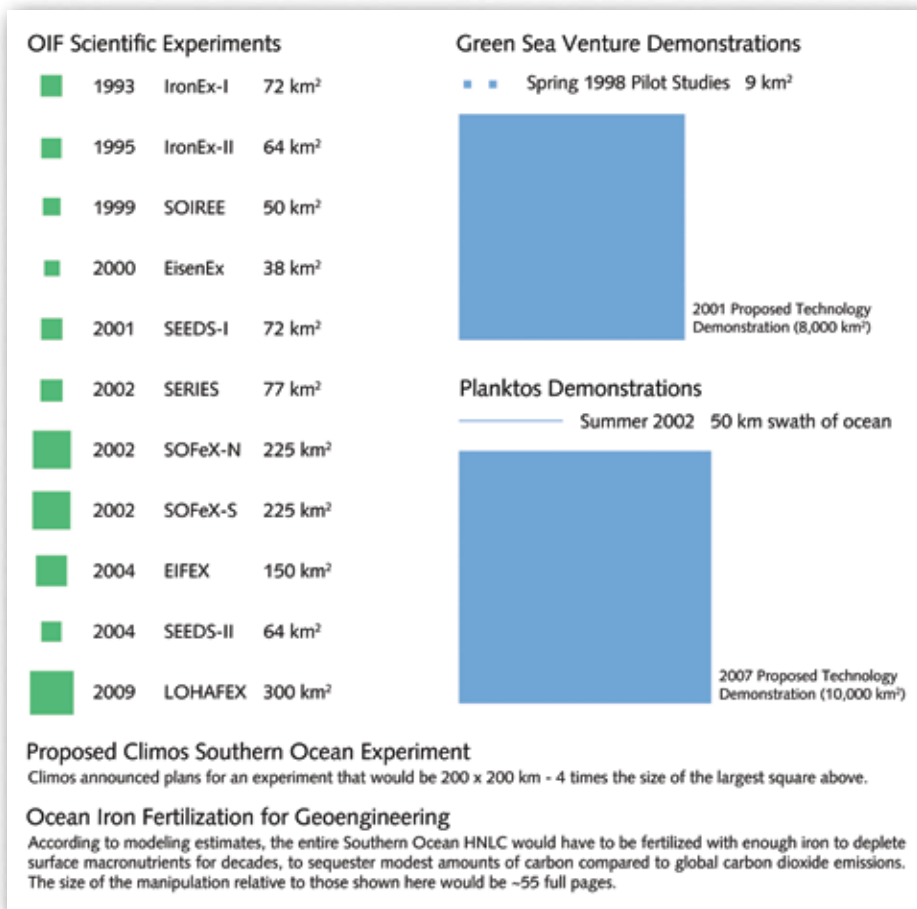 OIF Scientific Experiments
1993 IronEx-I 72 km²
1995 IronEx-II 64 km²
1999 SOIREE 50 km²
2000 EisenEx 38 km²
2001 SEEDS-I 72 km²
2002 SERIES 77 km²
2002 SOFeX-N 225 km²
2002 SOFeX-S 225 km²
2004 EIFEX 150 km²
2004 SEEDS-II 64 km²
2009 LOHAFEX 300 km²
Green Sea Venture Demonstrations
Spring 1998 Pilot Studies 9 km²
2001 Proposed Technology
Demonstration (8,000 km²)
Planktos Demonstrations
Summer 2002 50 km swath of ocean
2007 Proposed Technology
Demonstration (10,000 km²)
Proposed Climos Southern Ocean Experiment
Climos announced plans for an experiment that would be 200 x 200 km - 4 times the size of the largest square above.
Ocean Iron Fertilization for Geoengineering
According to modeling estimates, the entire Southern Ocean HNLC would have to be fertilized with enough iron to deplete
surface macronutrients for decades, to sequester modest amounts of carbon compared to global carbon dioxide emissions.
The size of the manipulation relative to those shown here would be ~55 full pages.